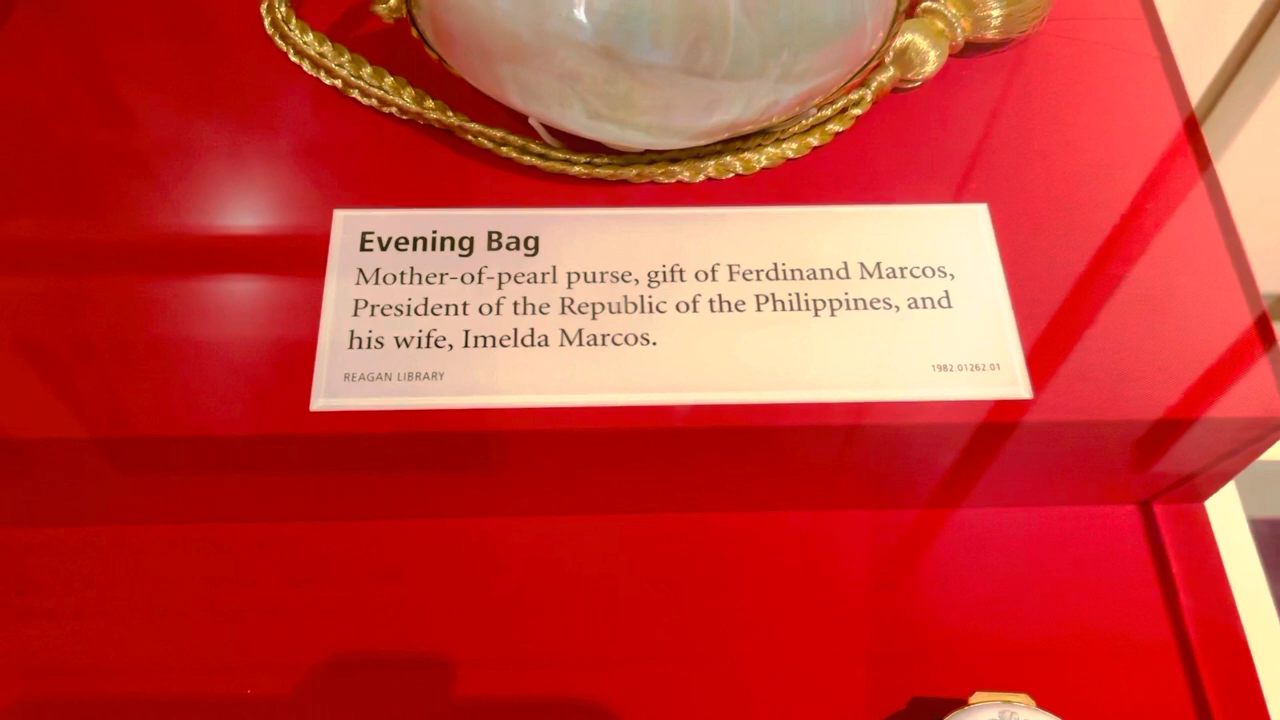 Evening Bag
Mother-of-pearl purse, gift of Ferdinand Marcos,
President of the Republic of the Philippines, and
his wife, Imelda Marcos.
REAGAN LIBRARY
1982.01262.01